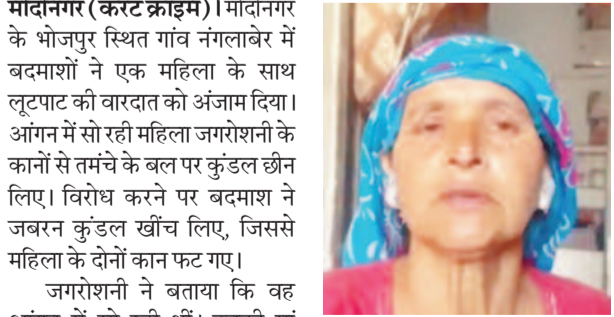 मोदीनगर (करंट क्राइम)। मोदीनगर
के भोजपुर स्थित गांव नंगलाबेर में
बदमाशों ने एक महिला के साथ
लूटपाट की वारदात को अंजाम दिया।
आंगन में सो रही महिला जगरोशनी के
कानों से तमंचे के बल पर कुंडल छीन
लिए। विरोध करने पर बदमाश ने
जबरन कुंडल खींच लिए, जिससे
महिला के दोनों कान फट गए।
जगरोशनी ने बताया कि वह